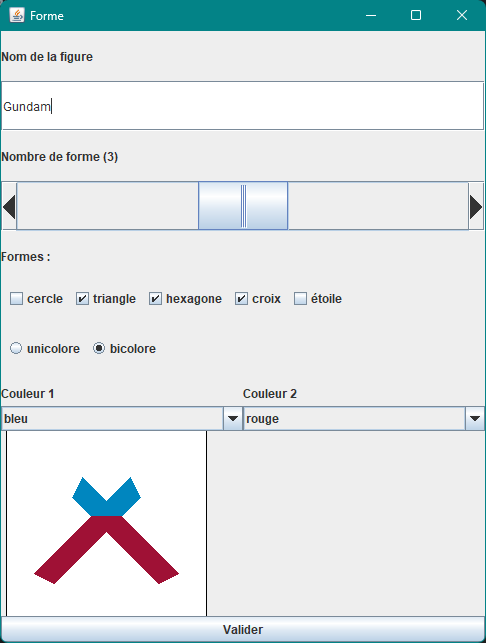 Forme
Nom de la figure
Gundam
Nombre de forme (3)
Formes :
cercle triangle hexagone croix étoile
unicolore bicolore
Couleur 1 Couleur 2
bleu rouge
Valider